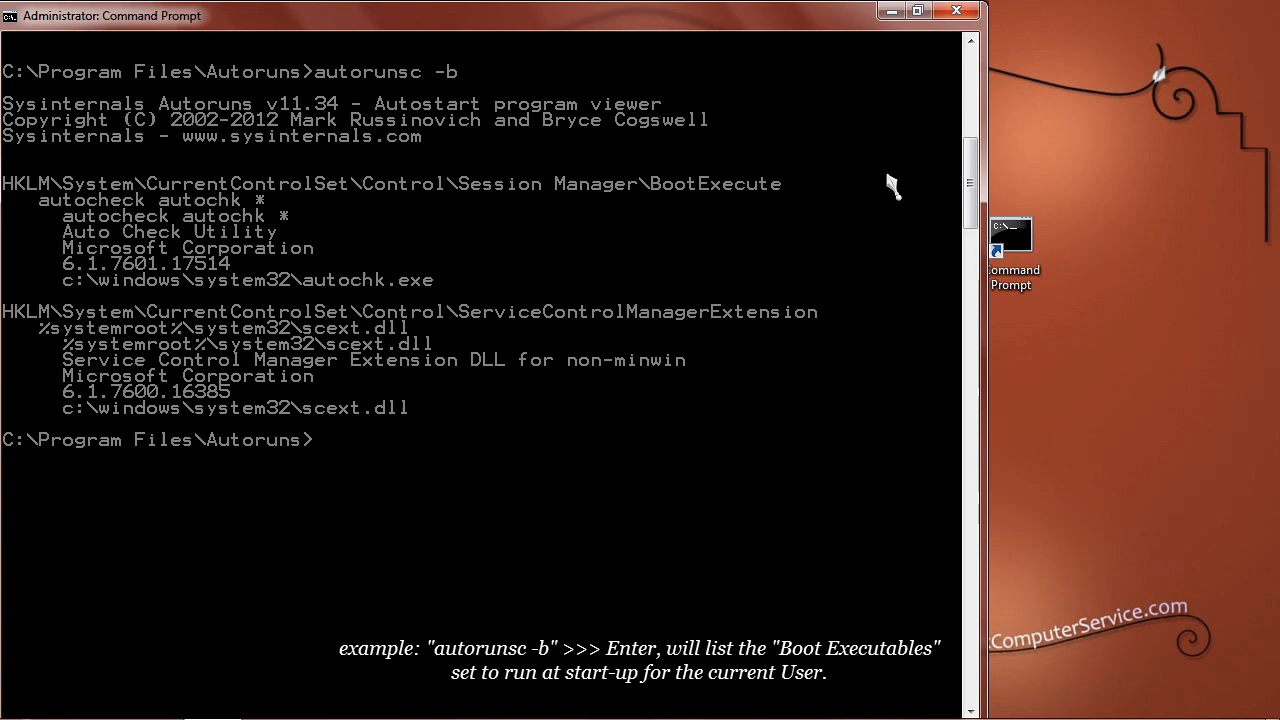 Administrator: Command Prompt
C:\Program Files\Autoruns>autorunsc -b
Sysinternals Autoruns v11.34 - Autostart program viewer
Copyright (C) 2002-2012 Mark Russinovich and Bryce Cogswell
Sysinternals - www.sysinternals.com
HKLM\System\CurrentControlSet\Control\Session Manager\BootExecute
autocheck autochk *
autocheck autochk *
Auto Check Utility
Microsoft Corporation
6.1.7601.17514
c:\windows\system32\autochk.exe
HKLM\System\CurrentControlSet\Control\ServiceControlManagerExtension
%systemroot%\system32\scext.dll
%systemroot%\system32\scext.dll
Service Control Manager Extension DLL for non-minwin
Microsoft Corporation
6.1.7600.16385
c:\windows\system32\scext.dll
C:\Program Files\Autoruns>
C:\_
ommand
Prompt
ComputerService.com
example: "autorunsc -b" >>> Enter, will list the "Boot Executables"
set to run at start-up for the current User.